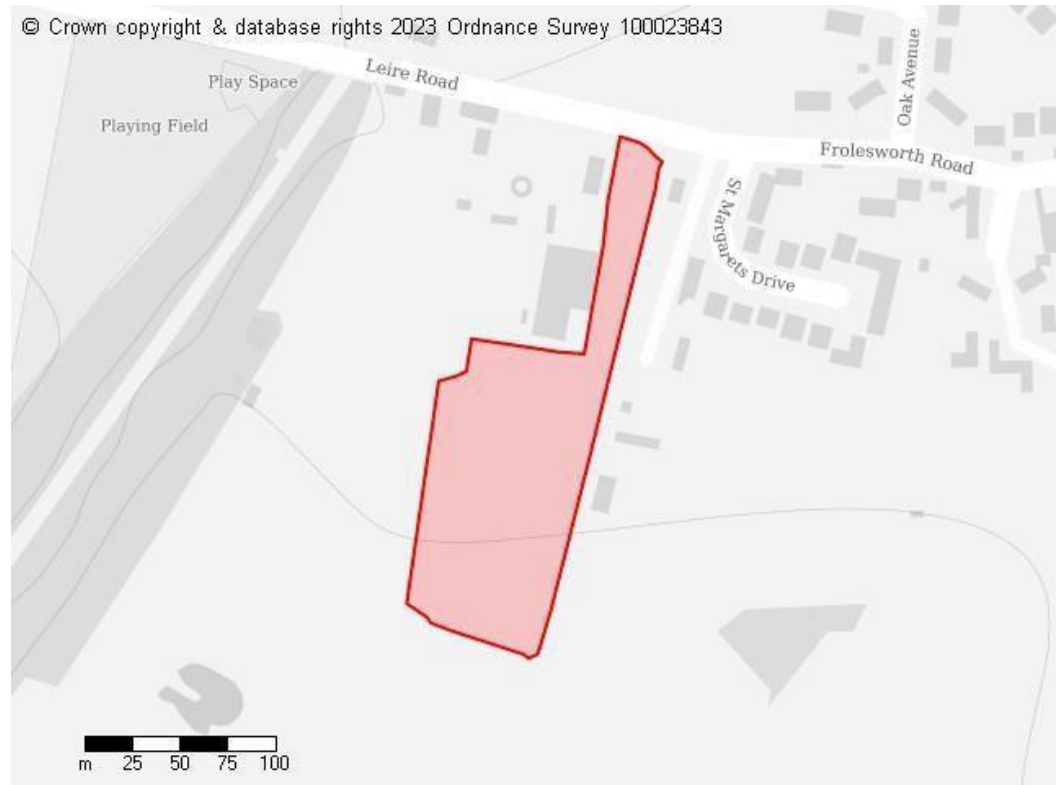 © Crown copyright & database rights 2023 Ordnance Survey 100023843
Leire Road
Play Space
Playing Field
Oak Avenue
Frolesworth Road
St Margarets Drive
m 25 50 75 100